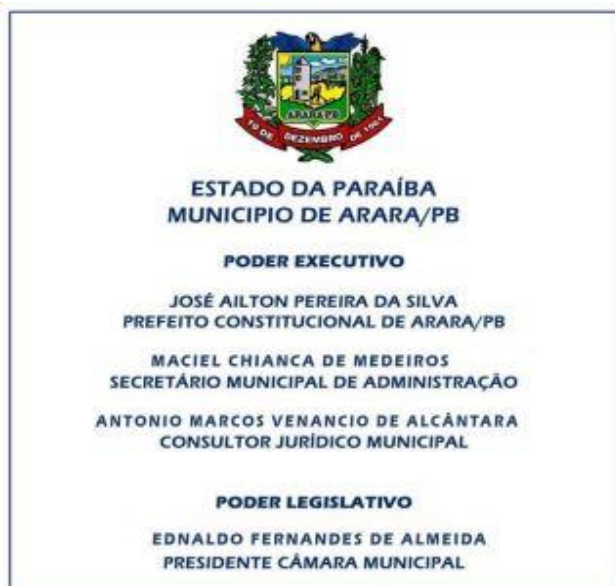 ARARA/PB
19 DE DEZEMBRO DE 1961
ESTADO DA PARAÍBA
MUNICIPIO DE ARARA/PB
PODER EXECUTIVO
JOSÉ AILTON PEREIRA DA SILVA
PREFEITO CONSTITUCIONAL DE ARARA/PB
MACIEL CHIANCA DE MEDEIROS
SECRETÁRIO MUNICIPAL DE ADMINISTRAÇÃO
ANTONIO MARCOS VENANCIO DE ALCÂNTARA
CONSULTOR JURÍDICO MUNICIPAL
PODER LEGISLATIVO
EDNALDO FERNANDES DE ALMEIDA
PRESIDENTE CÂMARA MUNICIPAL